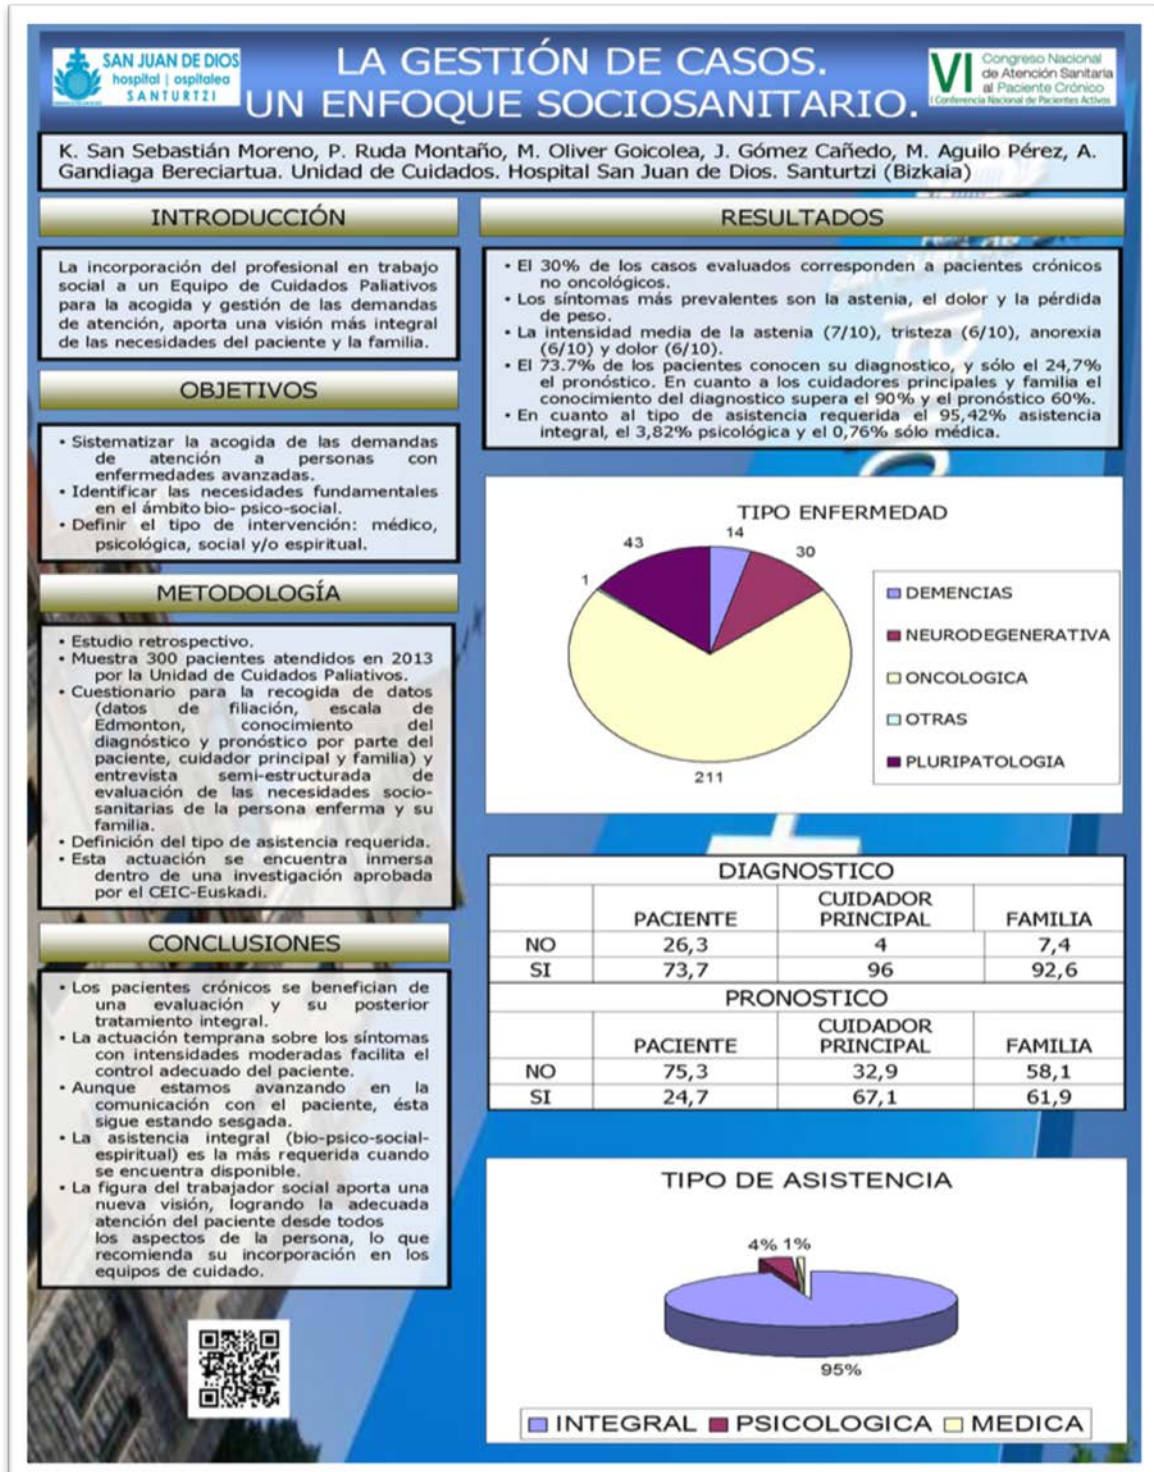 SAN JUAN DE DIOS
hospital | ospitalea
SANTURTZI
LA GESTIÓN DE CASOS.
UN ENFOQUE SOCIOSANITARIO.
VI
Congreso Nacional
de Atención Sanitaria
al Paciente Crónico
I Conferencia Nacional de Pacientes Activos
K. San Sebastián Moreno, P. Ruda Montaño, M. Oliver Goicolea, J. Gómez Cañedo, M. Aguilo Pérez, A.
Gandiaga Bereciartua. Unidad de Cuidados. Hospital San Juan de Dios. Santurtzi (Bizkaia)
INTRODUCCIÓN
La incorporación del profesional en trabajo
social a un Equipo de Cuidados Paliativos
para la acogida y gestión de las demandas
de atención, aporta una visión más integral
de las necesidades del paciente y la familia.
OBJETIVOS
• Sistematizar la acogida de las demandas
de atención a personas con
enfermedades avanzadas.
• Identificar las necesidades fundamentales
en el ámbito bio- psico-social.
• Definir el tipo de intervención: médico,
psicológica, social y/o espiritual.
METODOLOGÍA
• Estudio retrospectivo.
• Muestra 300 pacientes atendidos en 2013
por la Unidad de Cuidados Paliativos.
• Cuestionario para la recogida de datos
(datos de filiación, escala de
Edmonton, conocimiento del
diagnóstico y pronóstico por parte del
paciente, cuidador principal y familia) y
entrevista semi-estructurada de
evaluación de las necesidades socio-
sanitarias de la persona enferma y su
familia.
• Definición del tipo de asistencia requerida.
• Esta actuación se encuentra inmersa
dentro de una investigación aprobada
por el CEIC-Euskadi.
CONCLUSIONES
• Los pacientes crónicos se benefician de
una evaluación y su posterior
tratamiento integral.
• La actuación temprana sobre los síntomas
con intensidades moderadas facilita el
control adecuado del paciente.
• Aunque estamos avanzando en la
comunicación con el paciente, ésta
sigue estando sesgada.
• La asistencia integral (bio-psico-social-
espiritual) es la más requerida cuando
se encuentra disponible.
• La figura del trabajador social aporta una
nueva visión, logrando la adecuada
atención del paciente desde todos
los aspectos de la persona, lo que
recomienda su incorporación en los
equipos de cuidado.
RESULTADOS
• El 30% de los casos evaluados corresponden a pacientes crónicos
no oncológicos.
• Los síntomas más prevalentes son la astenia, el dolor y la pérdida
de peso.
• La intensidad media de la astenia (7/10), tristeza (6/10), anorexia
(6/10) y dolor (6/10).
• El 73.7% de los pacientes conocen su diagnostico, y sólo el 24,7%
el pronóstico. En cuanto a los cuidadores principales y familia el
conocimiento del diagnostico supera el 90% y el pronóstico 60%.
• En cuanto al tipo de asistencia requerida el 95,42% asistencia
integral, el 3,82% psicológica y el 0,76% sólo médica.
TIPO ENFERMEDAD
14
30
43
1
211
DEMENCIAS
NEURODEGENERATIVA
ONCOLOGICA
OTRAS
PLURIPATOLOGIA
DIAGNOSTICO
PACIENTE CUIDADOR PRINCIPAL FAMILIA
NO 26,3 4 7,4
SI 73,7 96 92,6
PRONOSTICO
PACIENTE CUIDADOR PRINCIPAL FAMILIA
NO 75,3 32,9 58,1
SI 24,7 67,1 61,9
TIPO DE ASISTENCIA
4% 1%
95%
INTEGRAL PSICOLOGICA MEDICA